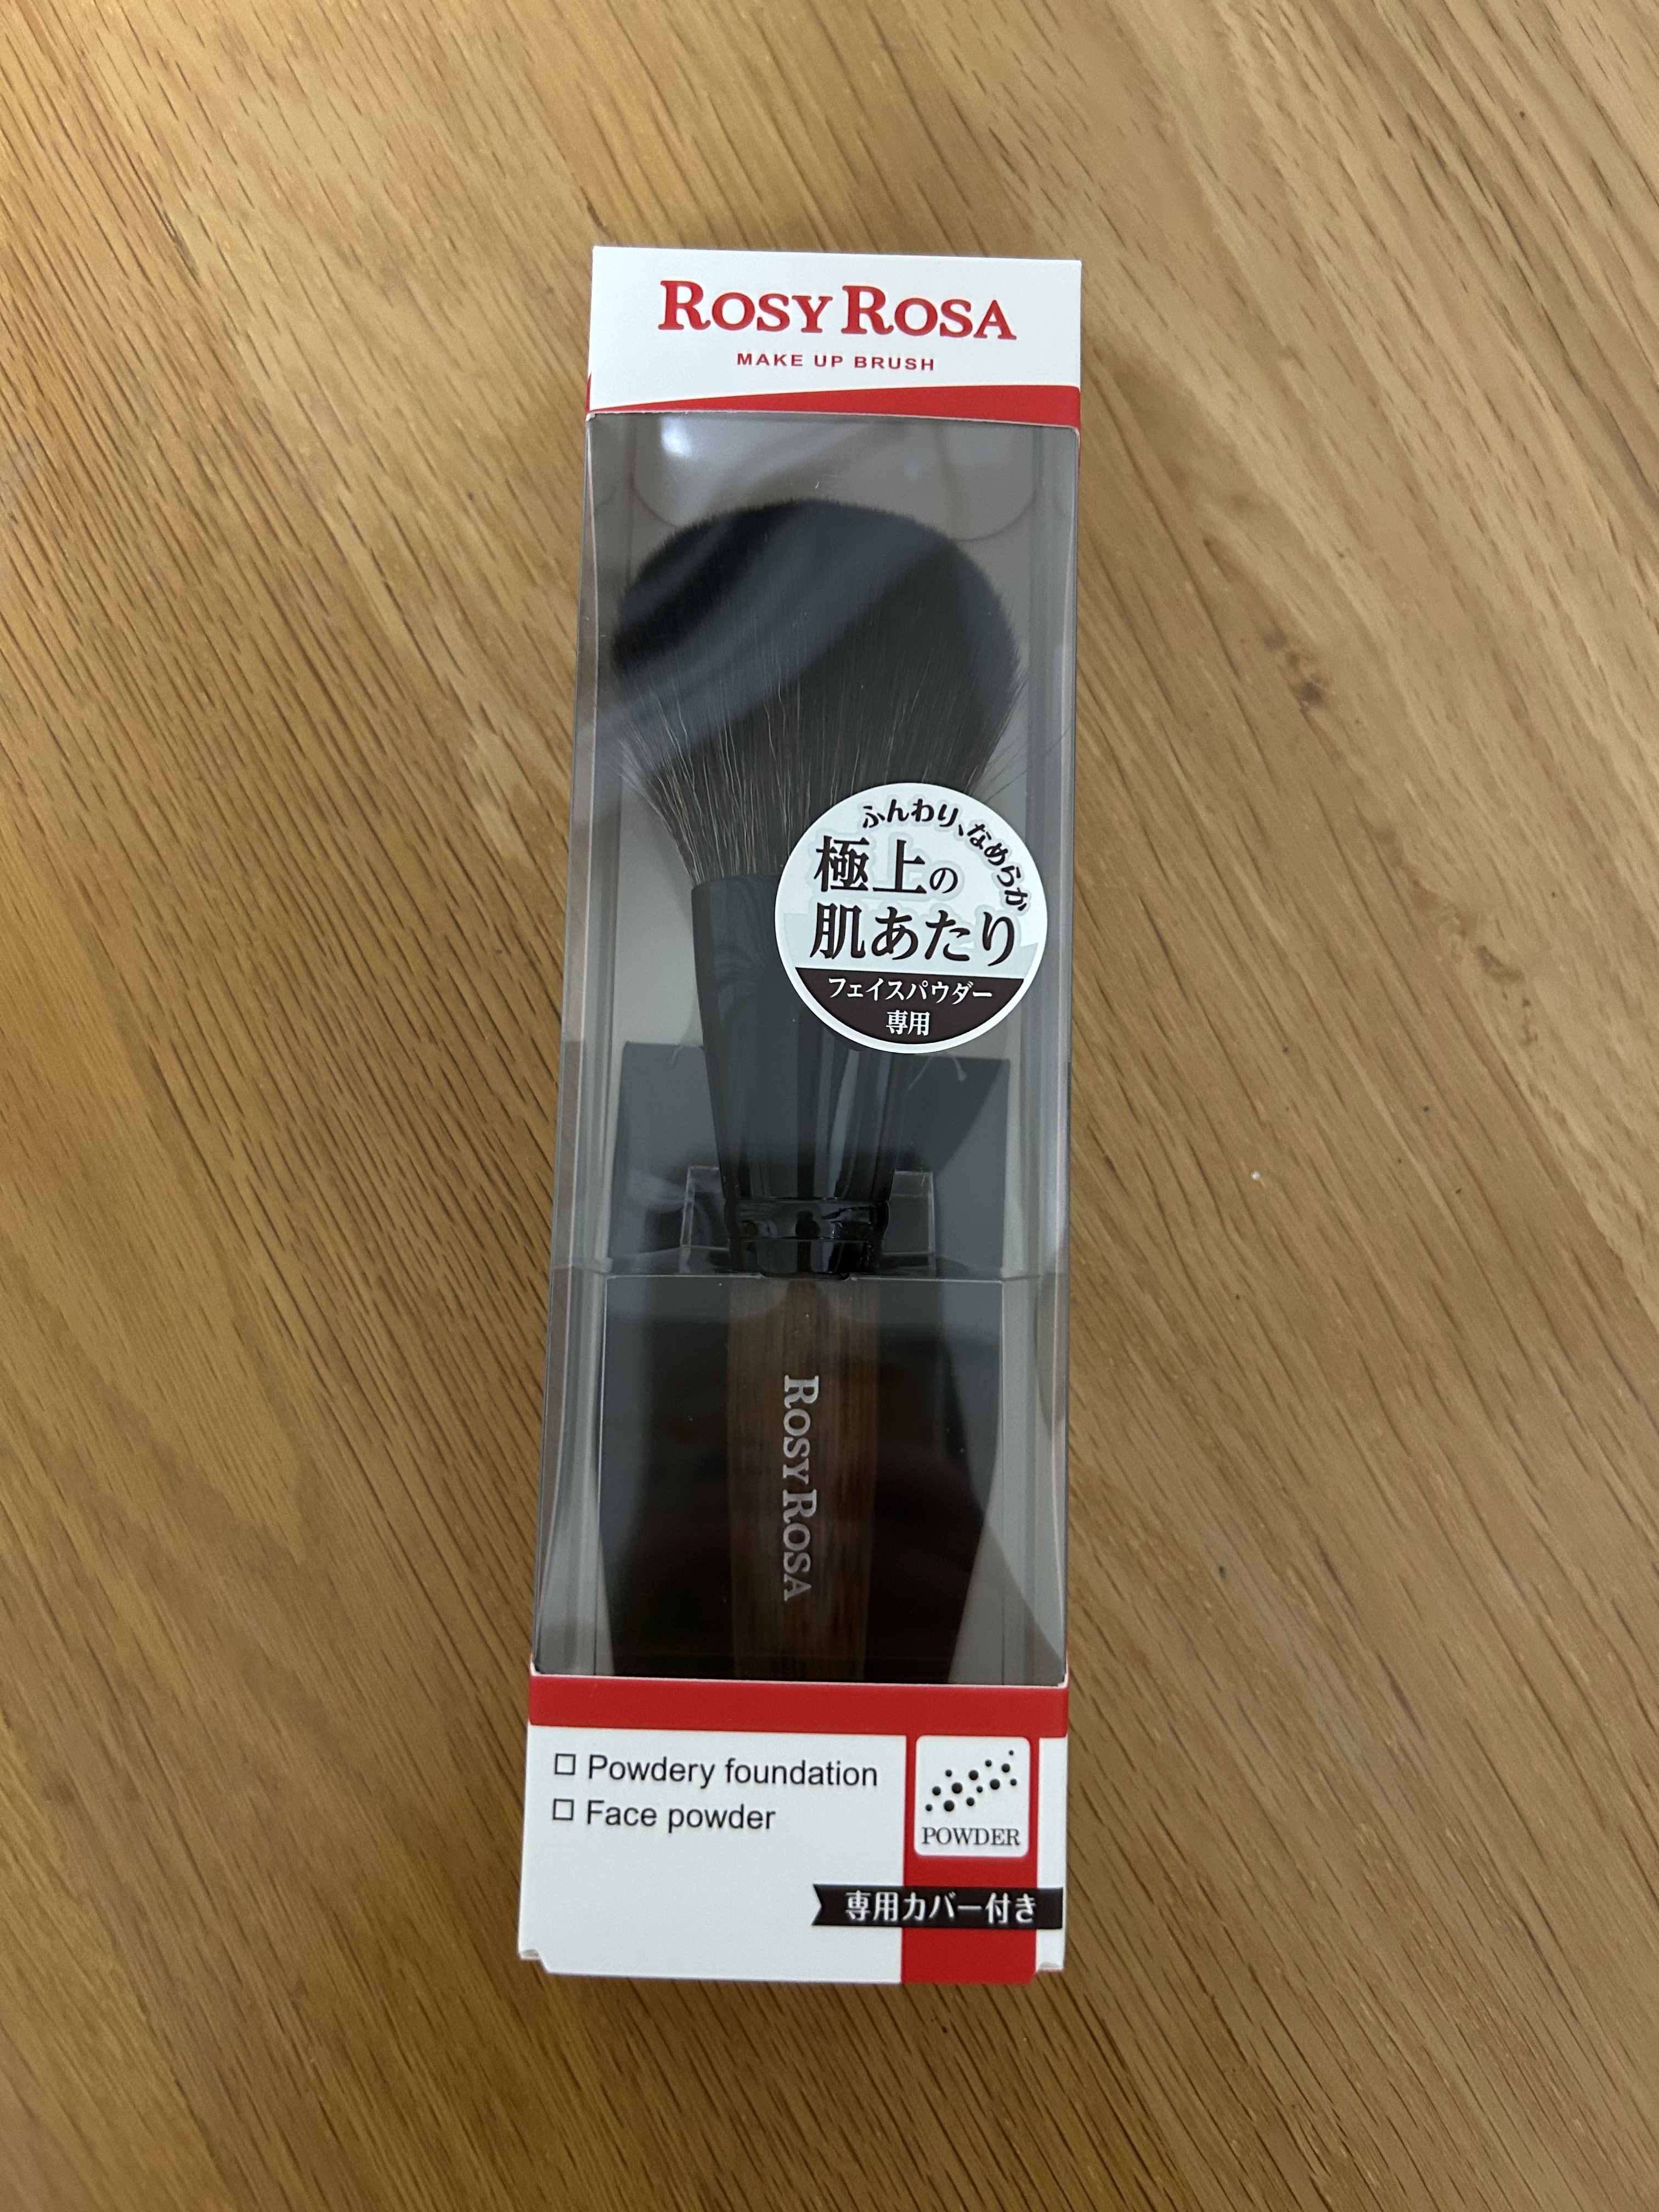 ROSY ROSA
MAKE UP BRUSH
ふんわり、なめらか
極上の
肌あたり
フェイスパウダー
専用
ROSY ROSA
□ Powdery foundation
□ Face powder
POWDER
専用カバー付き